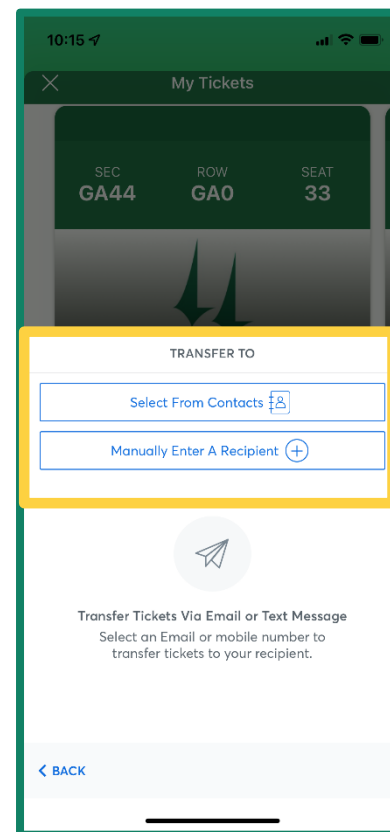 10:15
My Tickets
SEC ROW SEAT
GA44 GA0 33
TRANSFER TO
Select From Contacts
Manually Enter A Recipient
Transfer Tickets Via Email or Text Message
Select an Email or mobile number to
transfer tickets to your recipient.
BACK